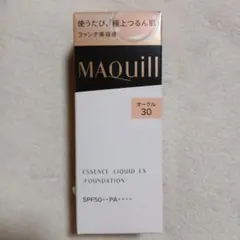 使うたび、「極上つるん肌」
ファンデ美容液
MAQuill
オークル
30
ESSENCE LIQUID EX
FOUNDATION
SPF50+・PA++++